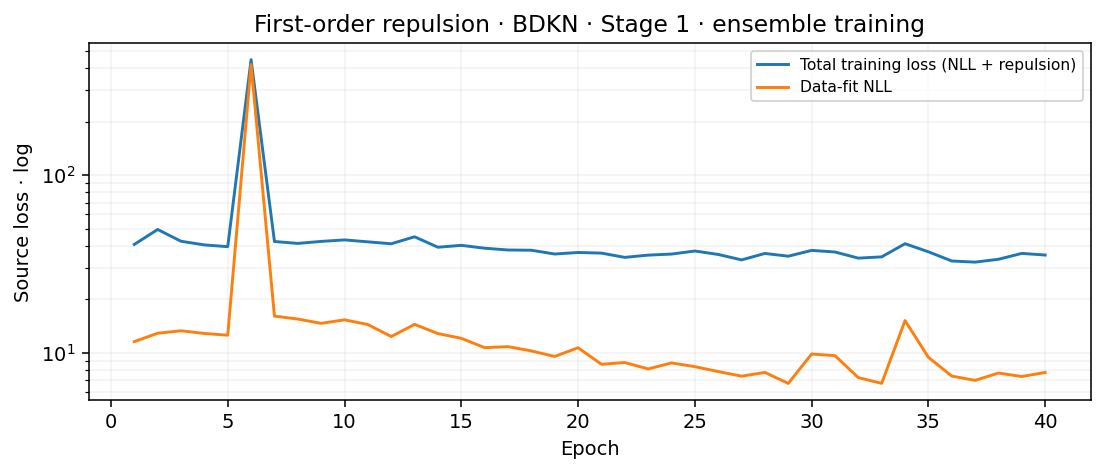 First-order repulsion · BDKN · Stage 1 · ensemble training
Total training loss (NLL + repulsion)
Data-fit NLL
Source loss · log
10²
10¹
0 5 10 15 20 25 30 35 40
Epoch